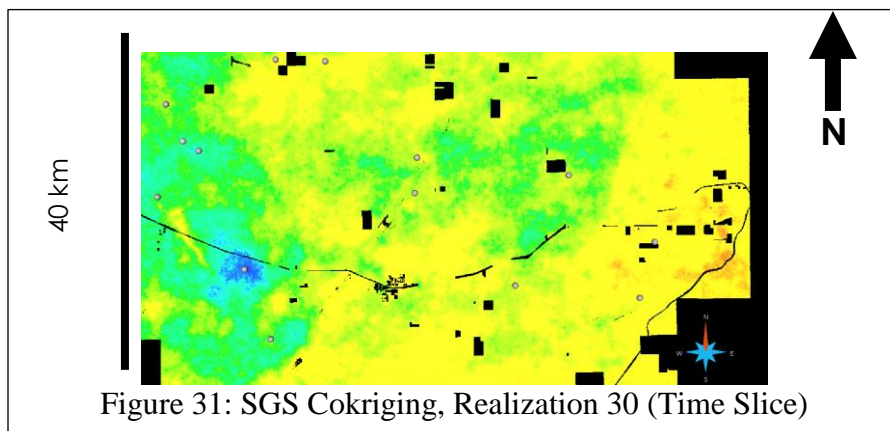 40 km
N
N
W
E
S
Figure 31: SGS Cokriging, Realization 30 (Time Slice)